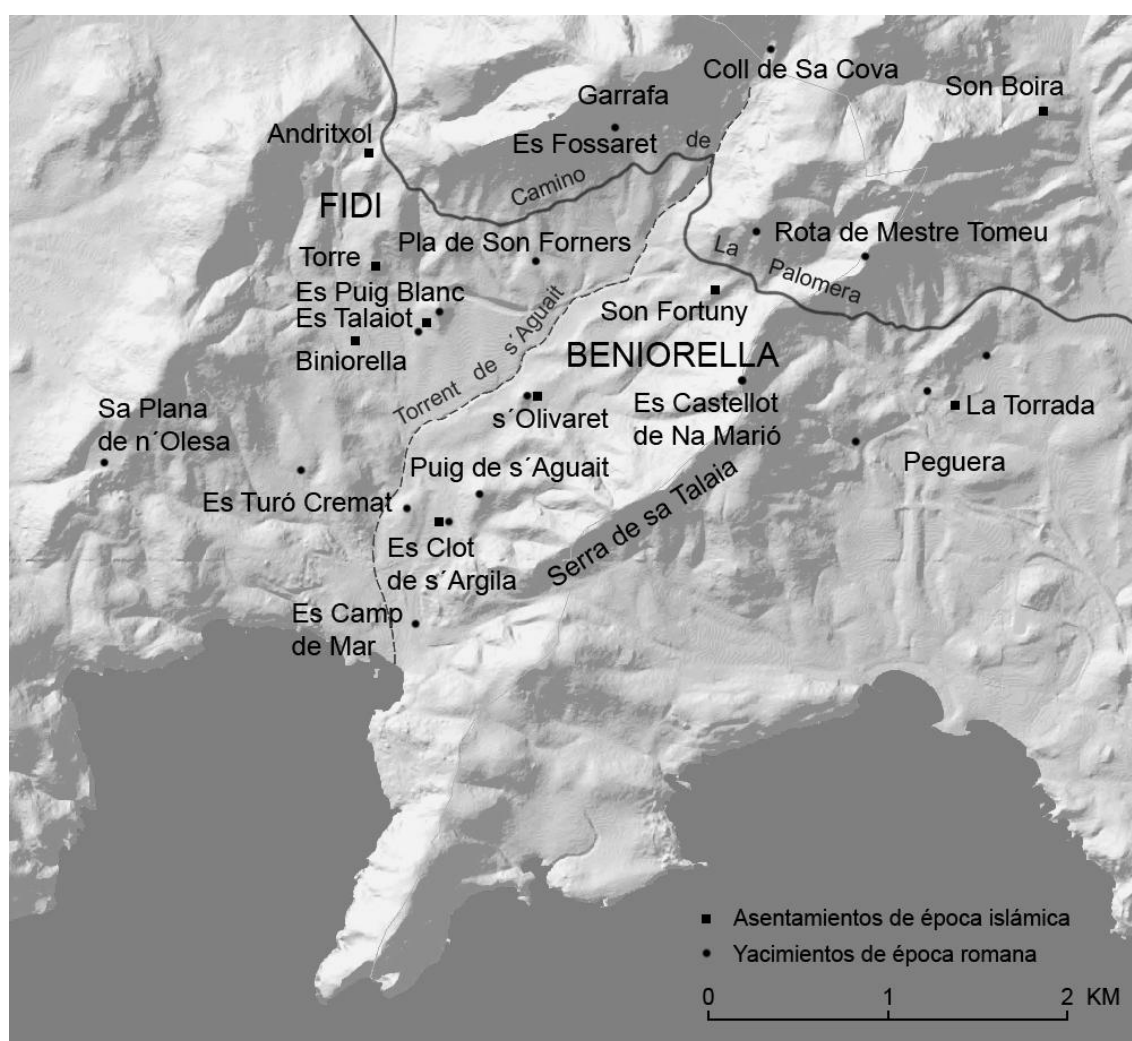 Coll de Sa Cova
Son Boira
Garrafa
Andritxol
Es Fossaret
Camino de La Palomera
FIDI
Pla de Son Forners
Rota de Mestre Tomeu
Torre
Es Puig Blanc
Son Fortuny
Es Talaiot
Biniorella
BENIORELLA
Torrent de s´Aguait
Sa Plana
de n´Olesa
s´Olivaret
Es Castellot
de Na Marió
La Torrada
Peguera
Puig de s´Aguait
Es Turó Cremat
Serra de sa Talaia
Es Clot
de s´Argila
Es Camp
de Mar
Asentamientos de época islámica
Yacimientos de época romana
0 1 2 KM